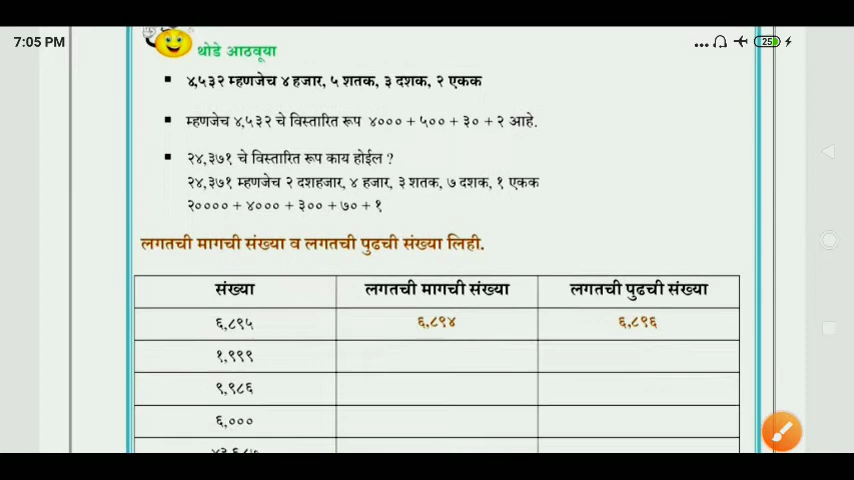 7:05 PM
25
थोडे आठवूया
४,५३२ म्हणजेच ४ हजार, ५ शतक, ३ दशक, २ एकक
म्हणजेच ४,५३२ चे विस्तारित रूप ४००० + ५०० + ३० + २ आहे.
२४,३७१ चे विस्तारित रूप काय होईल ?
२४,३७१ म्हणजेच २ दशहजार, ४ हजार, ३ शतक, ७ दशक, १ एकक
२०००० + ४००० + ३०० + ७० + १
लगतची मागची संख्या व लगतची पुढची संख्या लिही.
संख्या लगतची मागची संख्या लगतची पुढची संख्या
६,८९५ ६,८९४ ६,८९६
१,९९९
९,९८६
६,०००